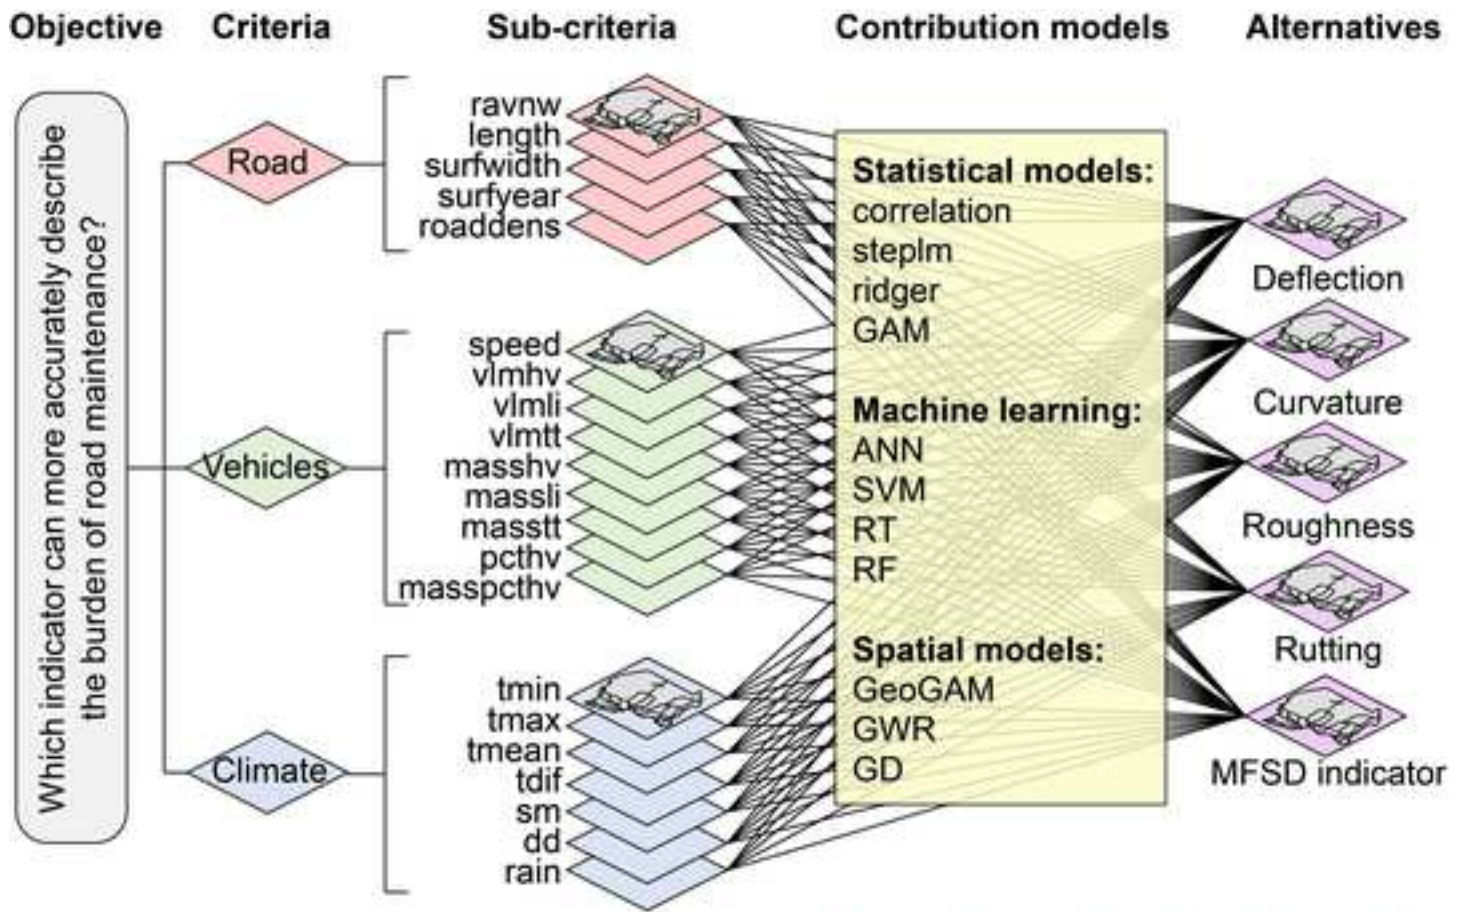 Objective
Criteria
Sub-criteria
Contribution models
Alternatives
Which indicator can more accurately describe
the burden of road maintenance?
Road
Vehicles
Climate
ravnw
length
surfwidth
surfyear
roaddens
speed
vlmhv
vlmli
vlmtt
masshv
massli
masstt
pcthv
masspcthv
tmin
tmax
tmean
tdif
sm
dd
rain
Statistical models:
correlation
steplm
ridger
GAM
Machine learning:
ANN
SVM
RT
RF
Spatial models:
GeoGAM
GWR
GD
Deflection
Curvature
Roughness
Rutting
MFSD indicator